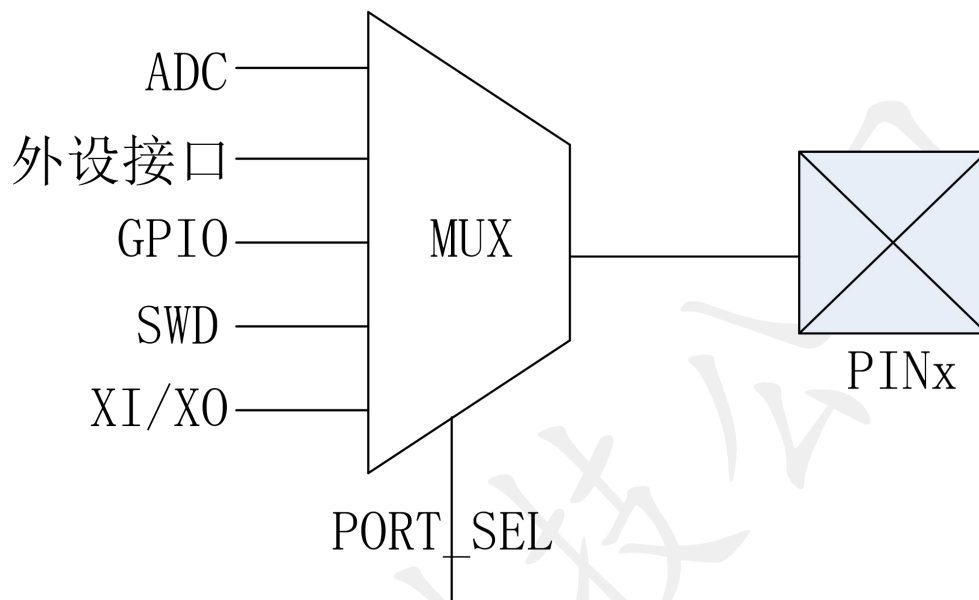 ADC
外设接口
GPIO
SWD
XI/XO
MUX
PORT_SEL
PINx